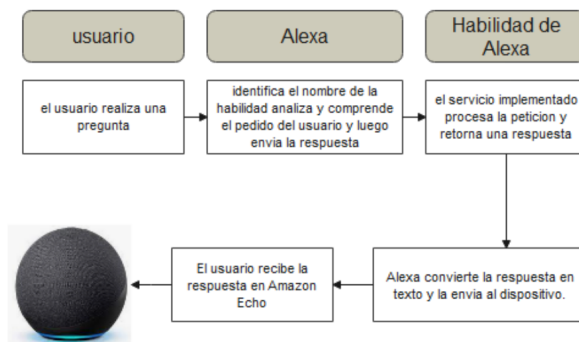 usuario
Alexa
Habilidad de
Alexa
el usuario realiza una
pregunta
identifica el nombre de la
habilidad analiza y comprende
el pedido del usuario y luego
envia la respuesta
el servicio implementado
procesa la peticion y
retorna una respuesta
El usuario recibe la
respuesta en Amazon
Echo
Alexa convierte la respuesta en
texto y la envia al dispositivo.